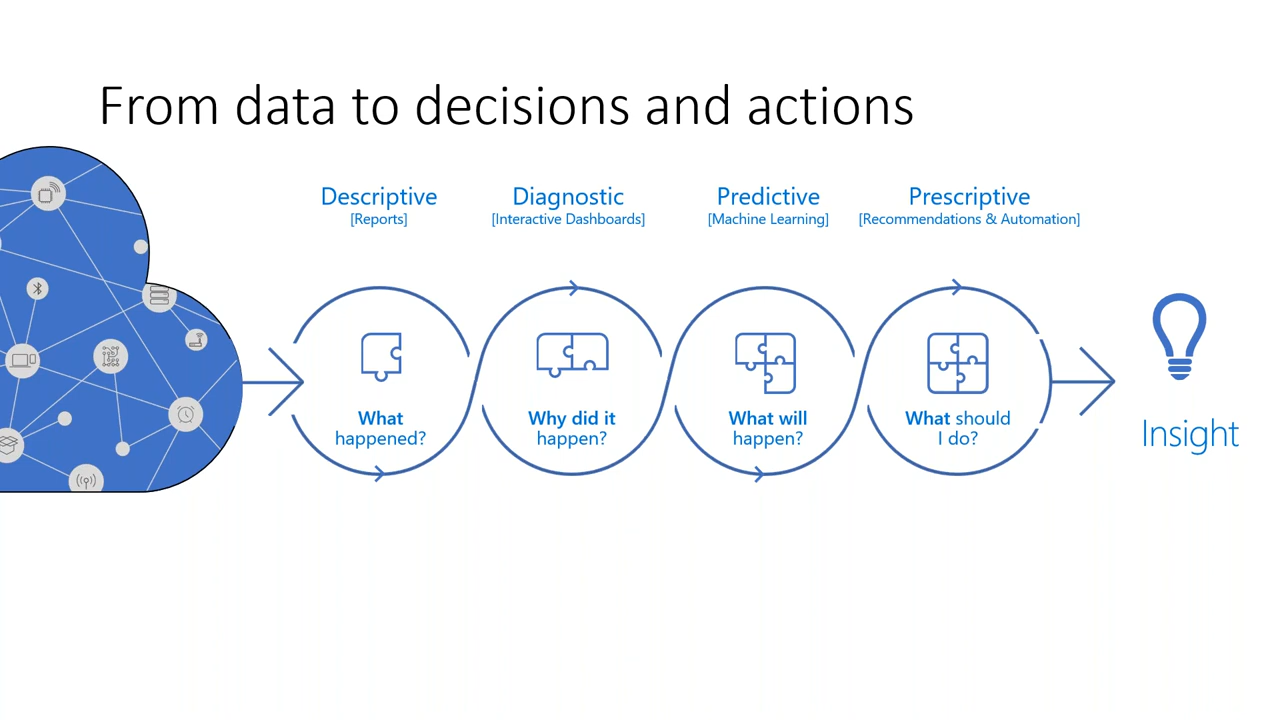 From data to decisions and actions
Descriptive
[Reports]
Diagnostic
[Interactive Dashboards]
Predictive
[Machine Learning]
Prescriptive
[Recommendations & Automation]
What
happened?
Why did it
happen?
What will
happen?
What should
I do?
Insight